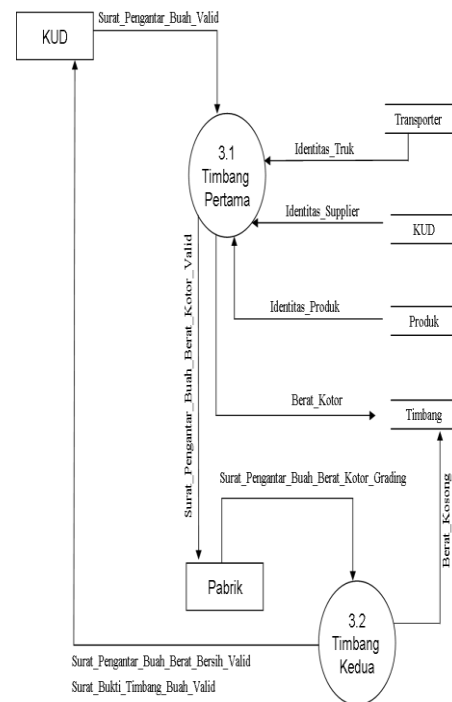 Surat_Pengantar_Buah_Valid
KUD
Transporter
3.1
Timbang
Pertama
Identitas_Truk
Identitas_Supplier
KUD
Identitas_Produk
Produk
Surat_Pengantar_Buah_Berat_Kotor_Valid
Berat_Kotor
Timbang
Surat_Pengantar_Buah_Berat_Kotor_Grading
Berat_Kosong
Pabrik
3.2
Timbang
Kedua
Surat_Pengantar_Buah_Berat_Bersih_Valid
Surat_Bukti_Timbang_Buah_Valid